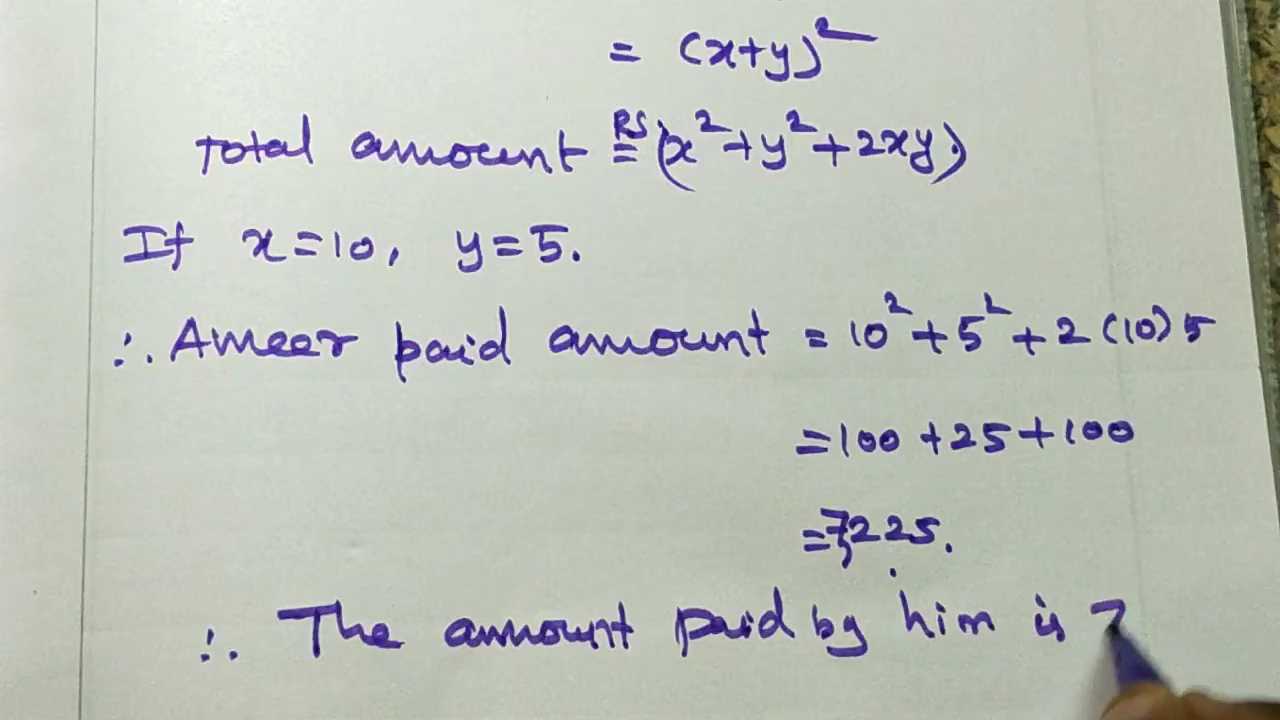 = (x+y)²
total amount = Rs (x²+y²+2xy)
If x=10, y=5.
∴ Ameer paid amount = 10²+5²+2(10)5
=100+25+100
=₹225.
∴ The amount paid by him is